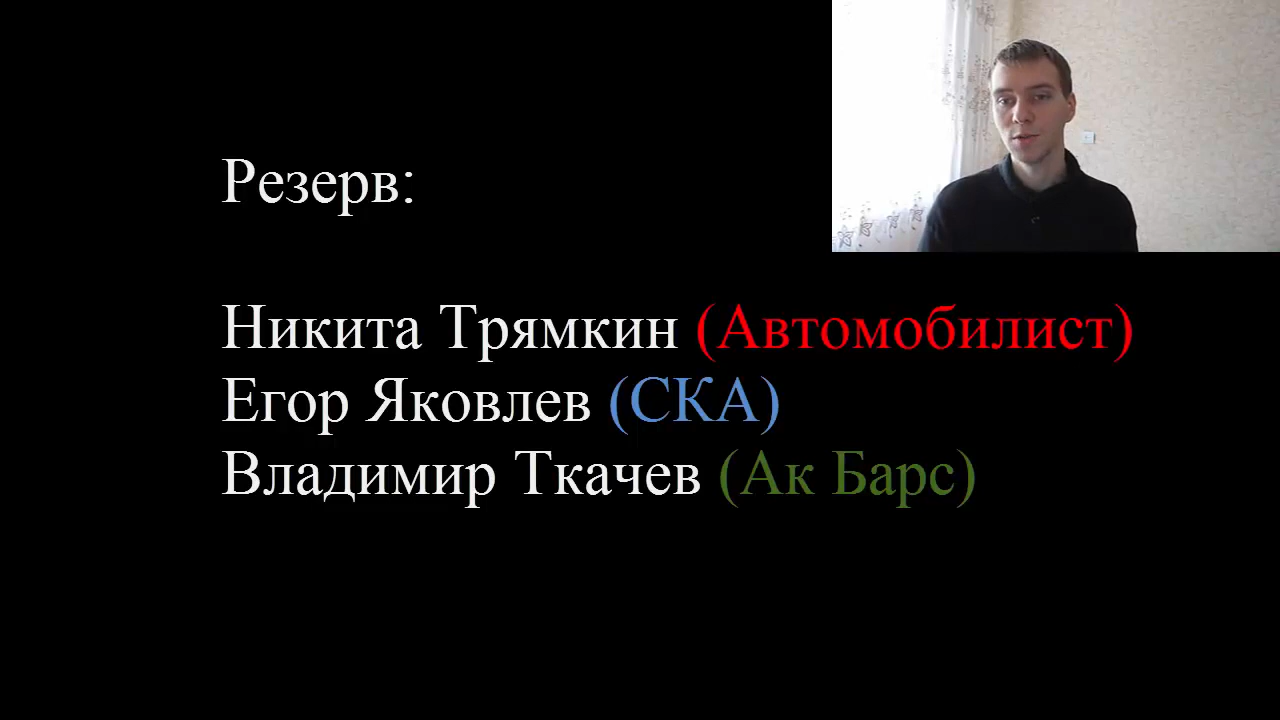 Резерв:
Никита Трямкин (Автомобилист)
Егор Яковлев (СКА)
Владимир Ткачев (Ак Барс)